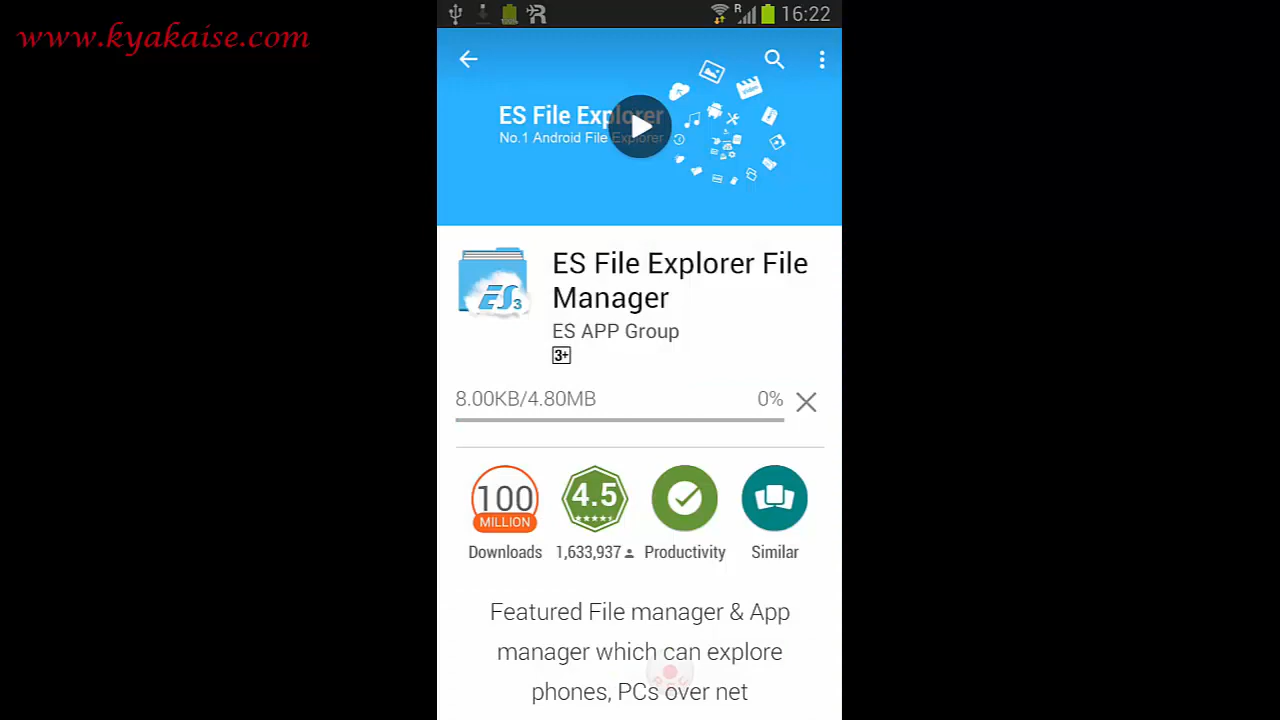 www.kyakaise.com
R
16:22
ES File Explorer
No.1 Android File Explorer
video
ES3
ES File Explorer File
Manager
ES APP Group
3+
8.00KB/4.80MB 0%
100
MILLION
4.5
Downloads 1,633,937 Productivity Similar
Featured File manager & App
manager which can explore
phones, PCs over net